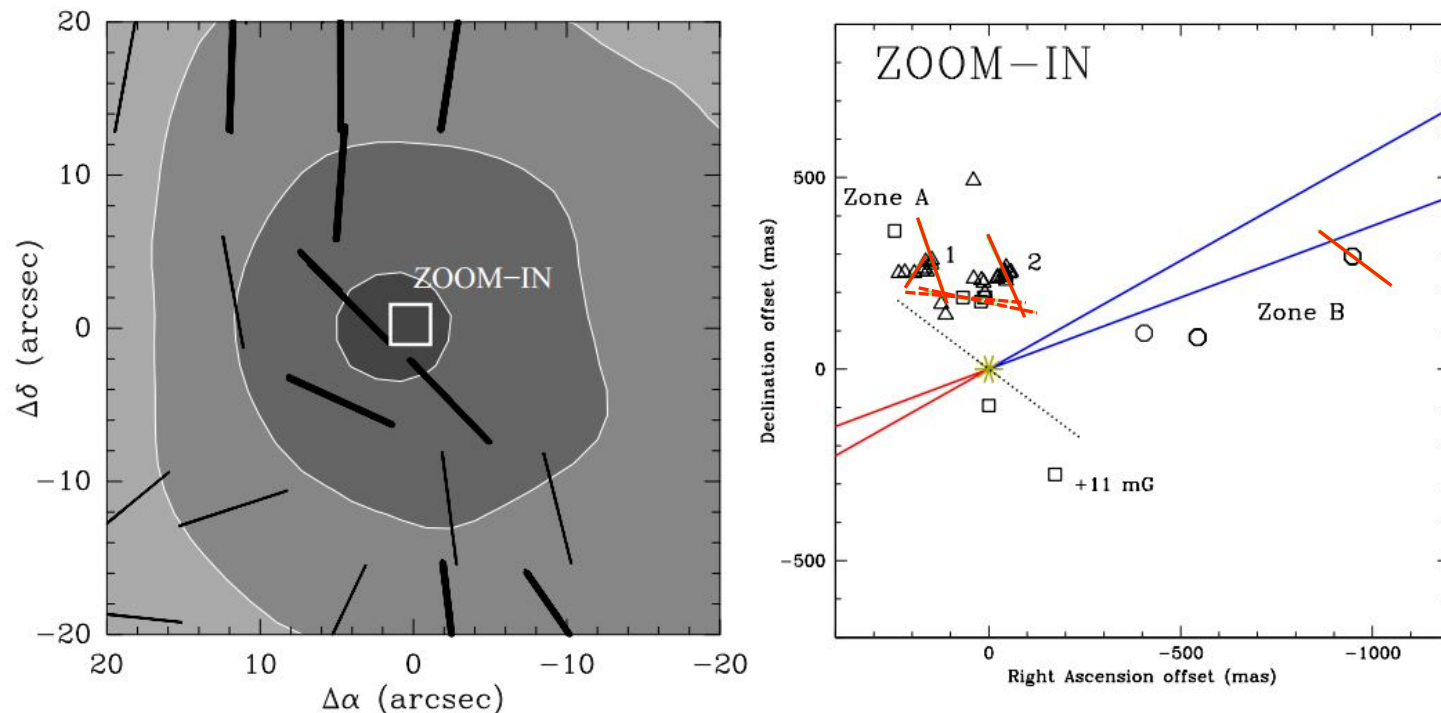 20
10
0
−10
−20
Δδ (arcsec)
ZOOM−IN
20
10
0
−10
−20
Δα (arcsec)
ZOOM−IN
500
0
−500
Declination offset (mas)
Zone A
1
2
Zone B
+11 mG
0
−500
−1000
Right Ascension offset (mas)